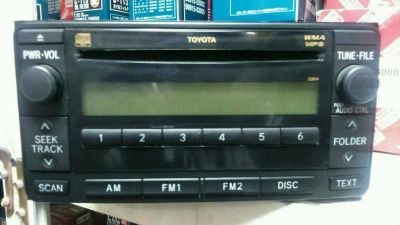 TOYOTA
WMA
MP3
PWR•VOL
TUNE•FILE
AUDIO CTRL
SEEK
TRACK
1 2 3 4 5 6
FOLDER
SCAN
AM
FM1
FM2
DISC
TEXT